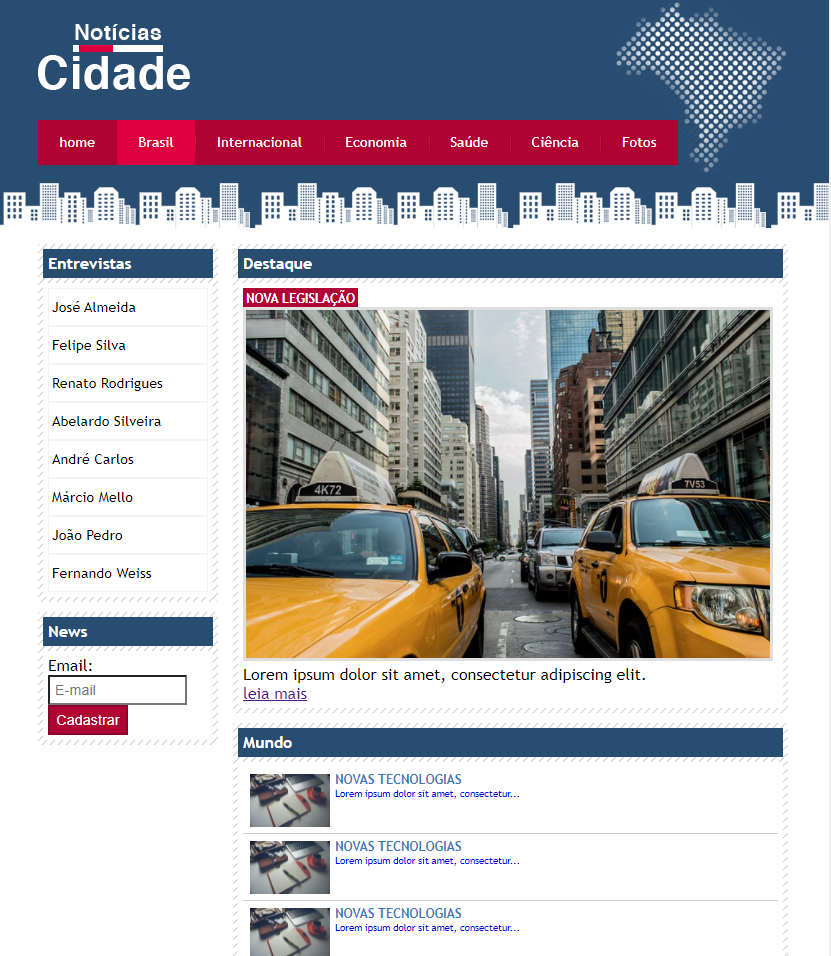 Notícias
Cidade
home Brasil Internacional Economia Saúde Ciência Fotos
Entrevistas
José Almeida
Felipe Silva
Renato Rodrigues
Abelardo Silveira
André Carlos
Márcio Mello
João Pedro
Fernando Weiss
News
Email:
E-mail
Cadastrar
Destaque
NOVA LEGISLAÇÃO
4K72
7V53
Lorem ipsum dolor sit amet, consectetur adipiscing elit.
leia mais
Mundo
NOVAS TECNOLOGIAS
Lorem ipsum dolor sit amet, consectetur...
NOVAS TECNOLOGIAS
Lorem ipsum dolor sit amet, consectetur...
NOVAS TECNOLOGIAS
Lorem ipsum dolor sit amet, consectetur...